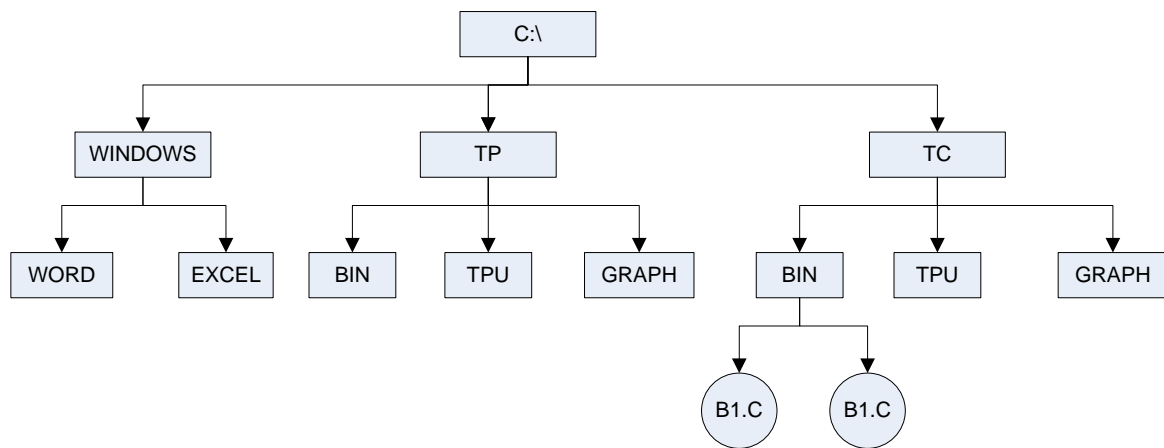 C:\
WINDOWS
TP
TC
WORD
EXCEL
BIN
TPU
GRAPH
BIN
TPU
GRAPH
B1.C
B1.C